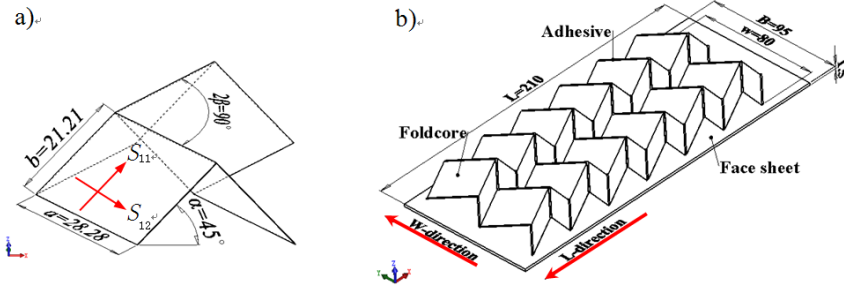 a)
b=21.21
S11
S12
a=28.28
2β=90°
α=45°
Z
X
b)
Adhesive
L=210
B=95
w=80
Foldcore
Face sheet
W-direction
L-direction
Z
Y
X